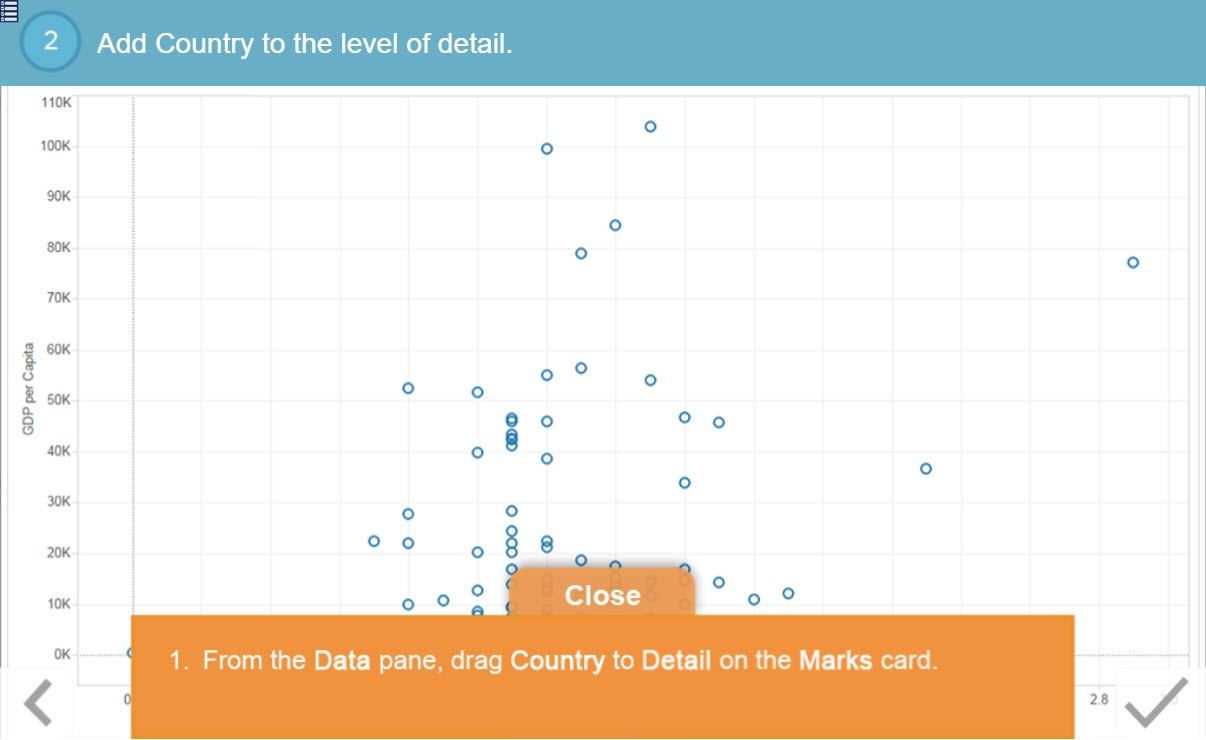 2
Add Country to the level of detail.
110K
100K
90K
80K
70K
60K
50K
40K
30K
20K
10K
0K
GDP per Capita
Close
1. From the Data pane, drag Country to Detail on the Marks card.
0
2.8